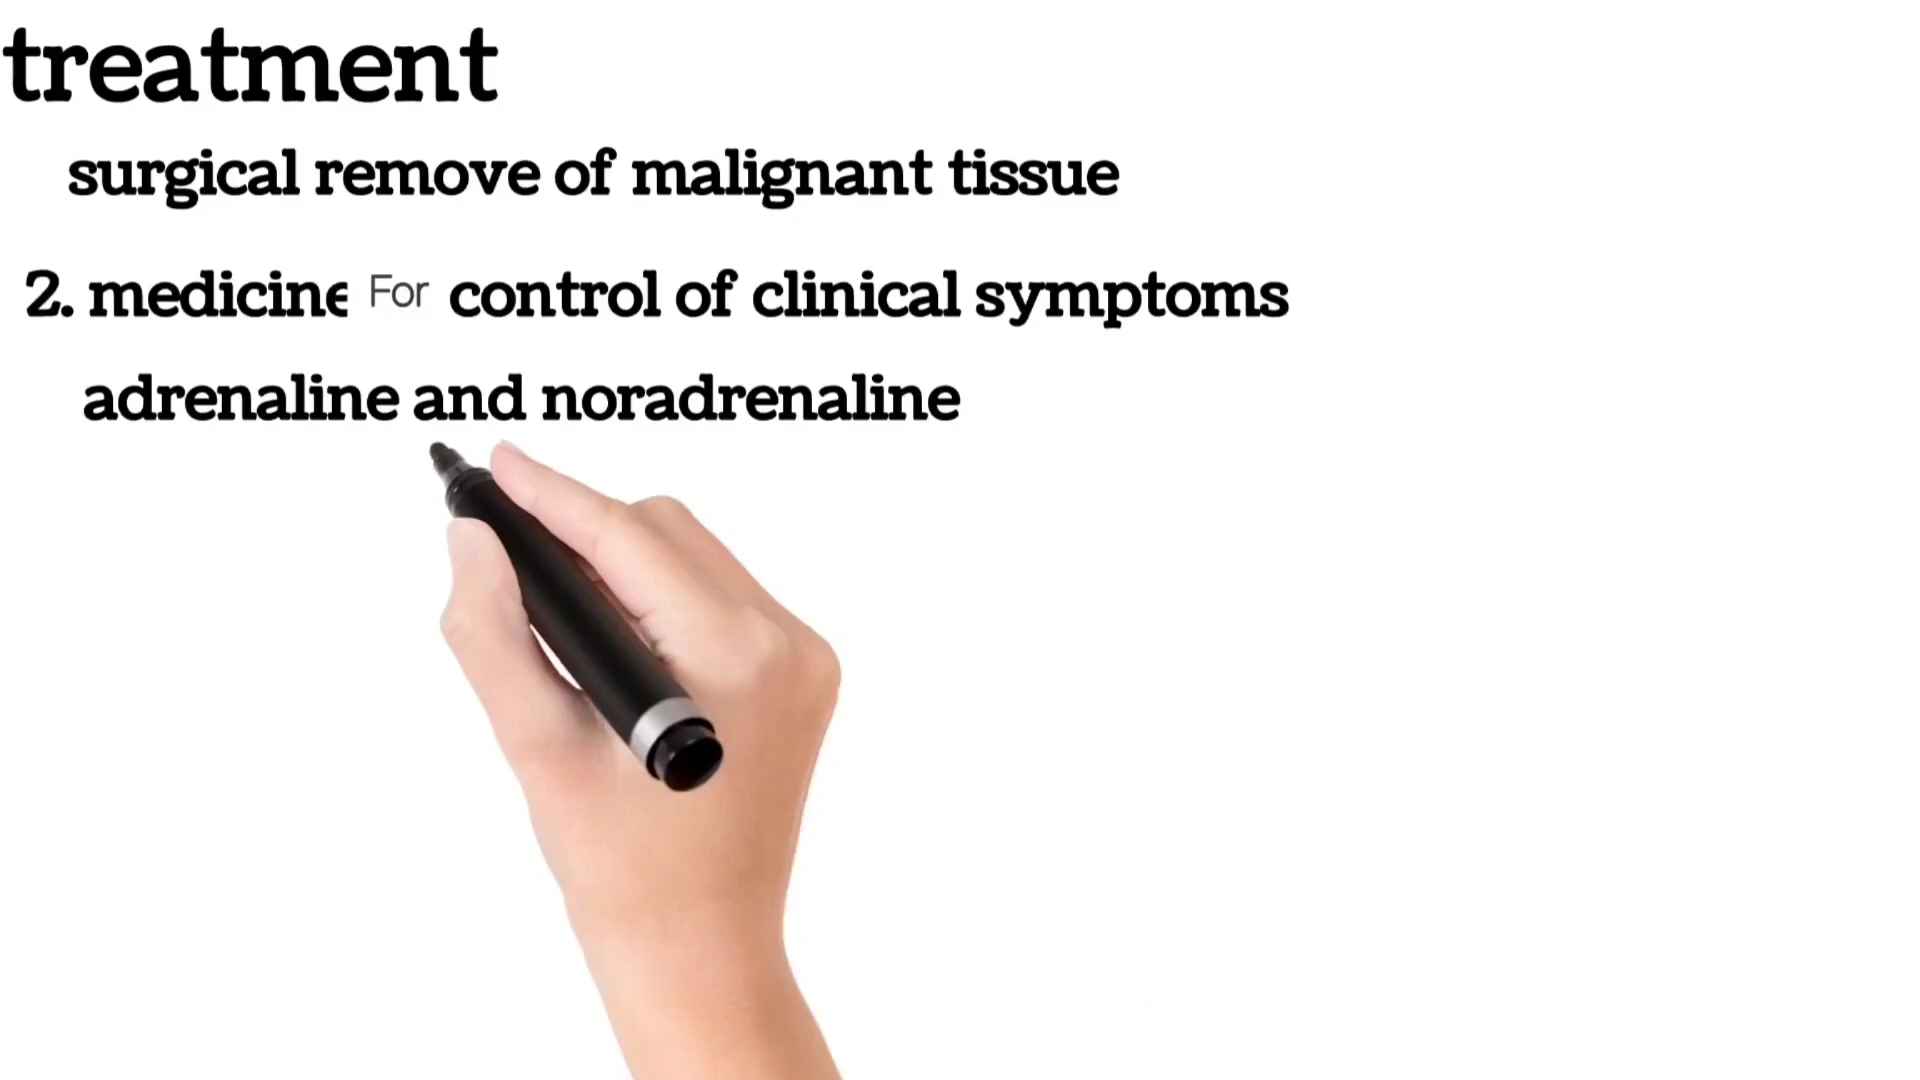 treatment
surgical remove of malignant tissue
2. medicine For control of clinical symptoms
adrenaline and noradrenaline